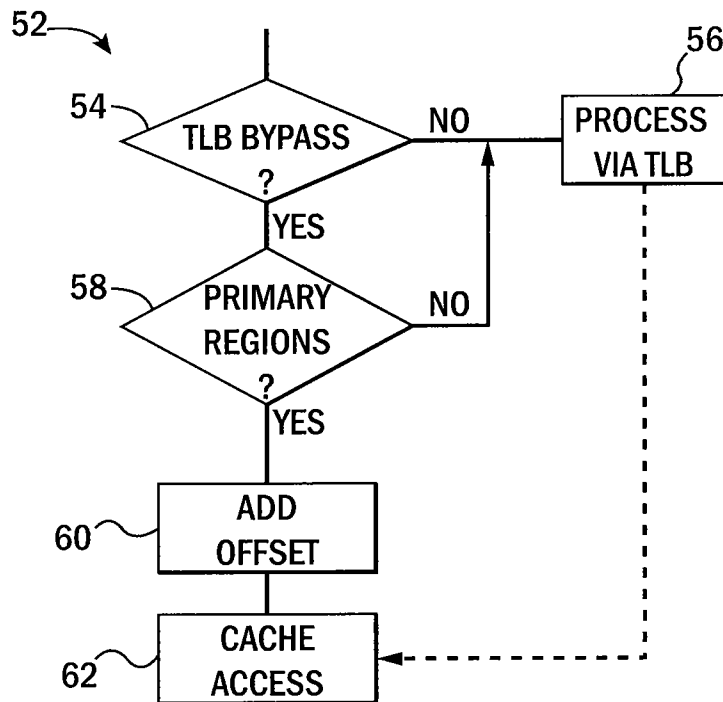 52
56
54
TLB BYPASS
?
NO
PROCESS
VIA TLB
YES
58
PRIMARY
REGIONS
?
NO
YES
60
ADD
OFFSET
62
CACHE
ACCESS